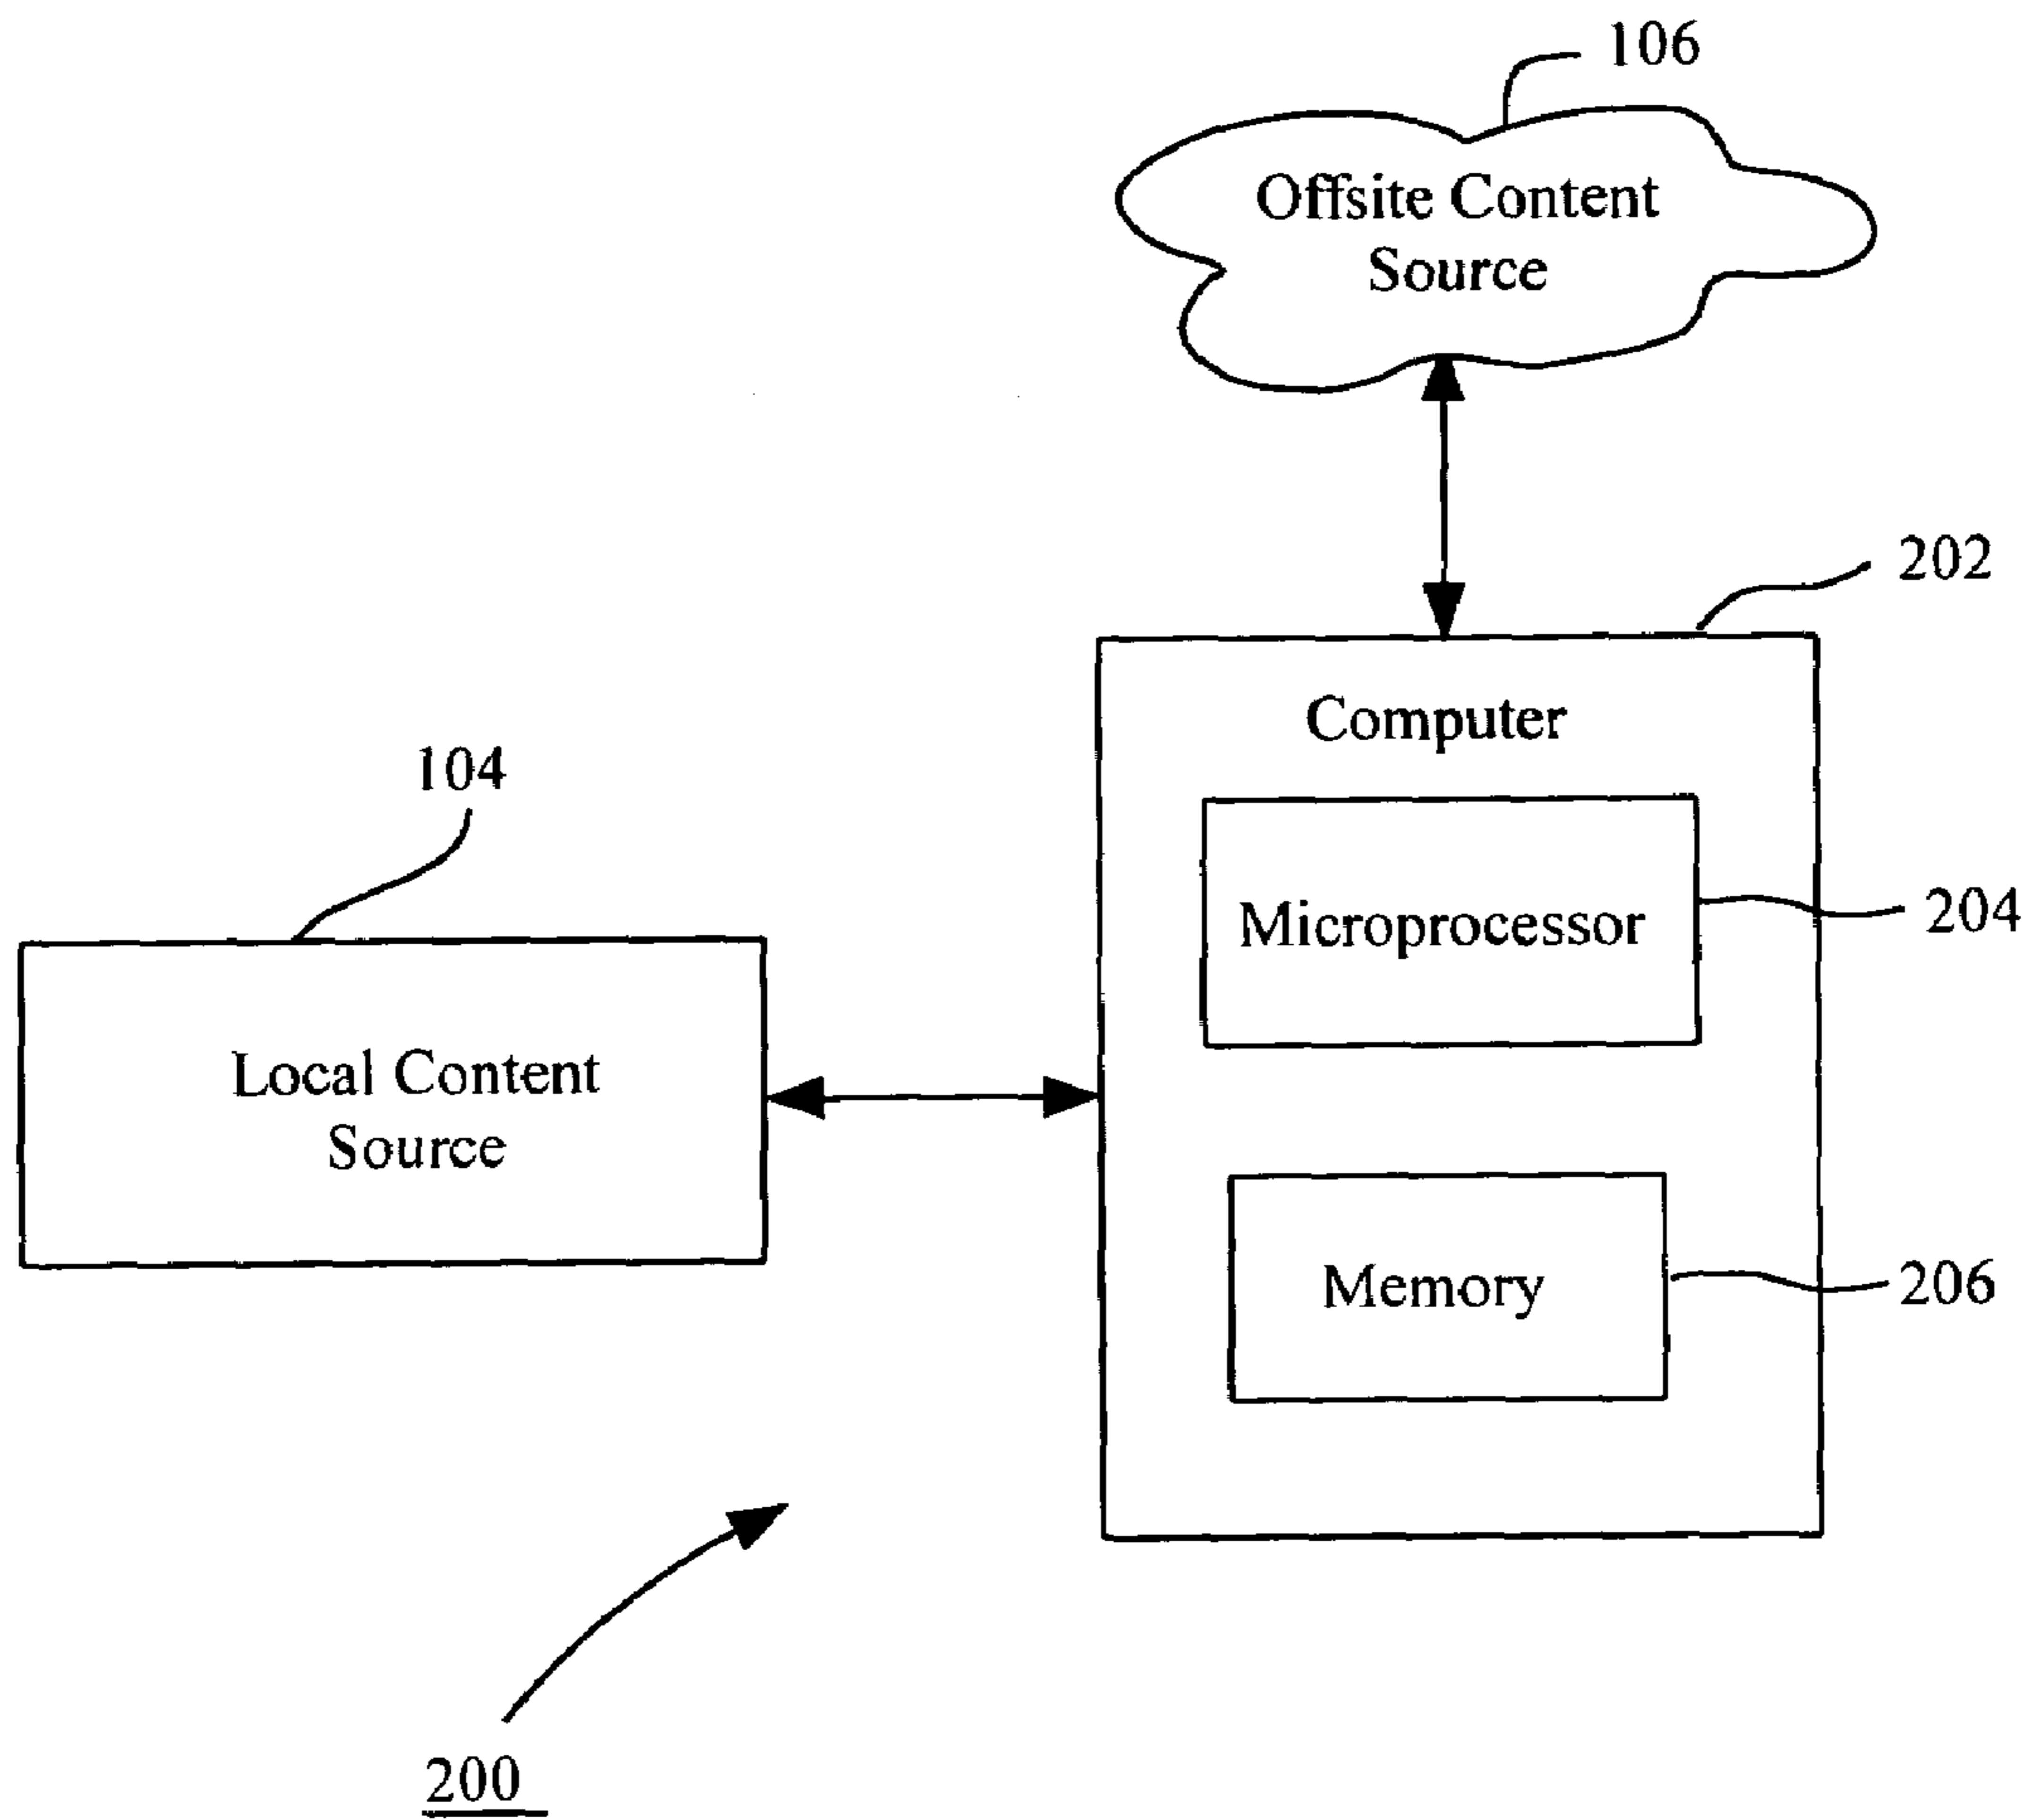 106
Offsite Content
Source
202
Computer
104
Microprocessor
204
Local Content
Source
Memory
206
200